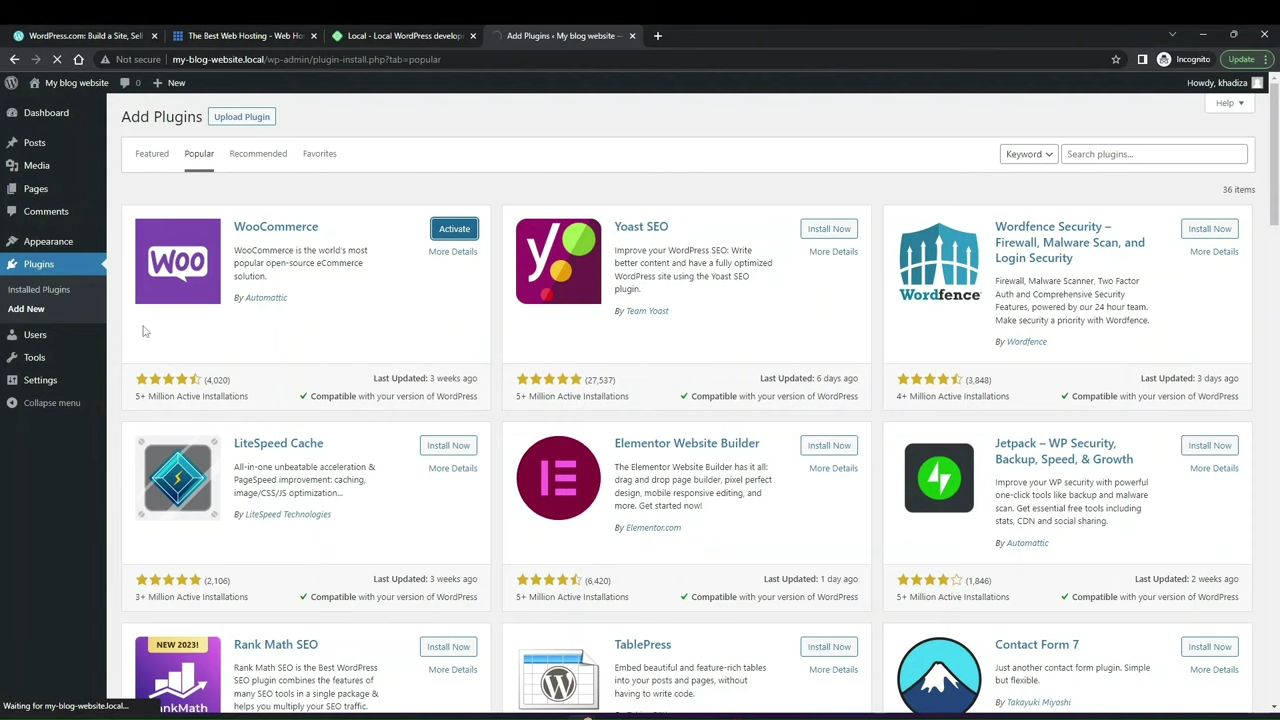 WordPress.com: Build a Site, Sell
The Best Web Hosting - Web Ho
Local - Local WordPress develop
Add Plugins ‹ My blog website —
Not secure
my-blog-website.local/wp-admin/plugin-install.php?tab=popular
Incognito
Update
My blog website
0
New
Howdy, khadiza
Dashboard
Posts
Media
Pages
Comments
Appearance
Plugins
Installed Plugins
Add New
Users
Tools
Settings
Collapse menu
Add Plugins
Upload Plugin
Help
Featured
Popular
Recommended
Favorites
Keyword
Search plugins...
36 items
WOO
WooCommerce
Activate
More Details
WooCommerce is the world's most
popular open-source eCommerce
solution.
By Automattic
(4,020)
5+ Million Active Installations
Last Updated: 3 weeks ago
Compatible with your version of WordPress
y
Yoast SEO
Install Now
More Details
Improve your WordPress SEO: Write
better content and have a fully optimized
WordPress site using the Yoast SEO
plugin.
By Team Yoast
(27,537)
5+ Million Active Installations
Last Updated: 6 days ago
Compatible with your version of WordPress
Wordfence
Wordfence Security –
Firewall, Malware Scan, and
Login Security
Install Now
More Details
Firewall, Malware Scanner, Two Factor
Auth and Comprehensive Security
Features, powered by our 24 hour team.
Make security a priority with Wordfence.
By Wordfence
(3,848)
4+ Million Active Installations
Last Updated: 3 days ago
Compatible with your version of WordPress
LiteSpeed Cache
Install Now
More Details
All-in-one unbeatable acceleration &
PageSpeed improvement: caching,
image/CSS/JS optimization...
By LiteSpeed Technologies
(2,106)
3+ Million Active Installations
Last Updated: 3 weeks ago
Compatible with your version of WordPress
Elementor Website Builder
Install Now
More Details
The Elementor Website Builder has it all:
drag and drop page builder, pixel perfect
design, mobile responsive editing, and
more. Get started now!
By Elementor.com
(6,420)
5+ Million Active Installations
Last Updated: 1 day ago
Compatible with your version of WordPress
Jetpack – WP Security,
Backup, Speed, & Growth
Install Now
More Details
Improve your WP security with powerful
one-click tools like backup and malware
scan. Get essential free tools including
stats, CDN and social sharing.
By Automattic
(1,846)
5+ Million Active Installations
Last Updated: 2 weeks ago
Compatible with your version of WordPress
NEW 2023!
RankMath
Rank Math SEO
Install Now
More Details
Rank Math SEO is the Best WordPress
SEO plugin combines the features of
many SEO tools in a single package &
helps you multiply your SEO traffic.
TablePress
Install Now
More Details
Embed beautiful and feature-rich tables
into your posts and pages, without
having to write code.
Contact Form 7
Install Now
More Details
Just another contact form plugin. Simple
but flexible.
By Takayuki Miyoshi
Waiting for my-blog-website.local...